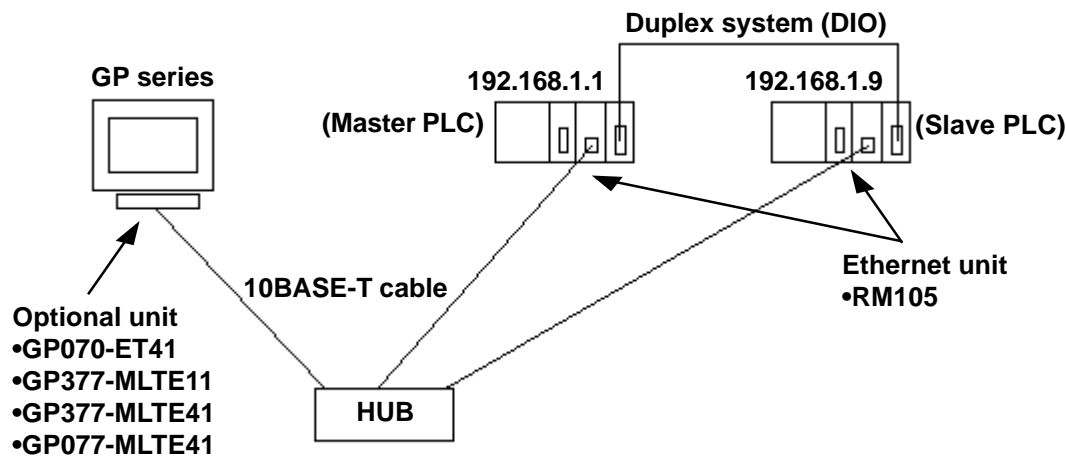 Duplex system (DIO)
GP series
192.168.1.1
192.168.1.9
(Master PLC)
(Slave PLC)
Ethernet unit
•RM105
10BASE-T cable
Optional unit
•GP070-ET41
•GP377-MLTE11
•GP377-MLTE41
•GP077-MLTE41
HUB